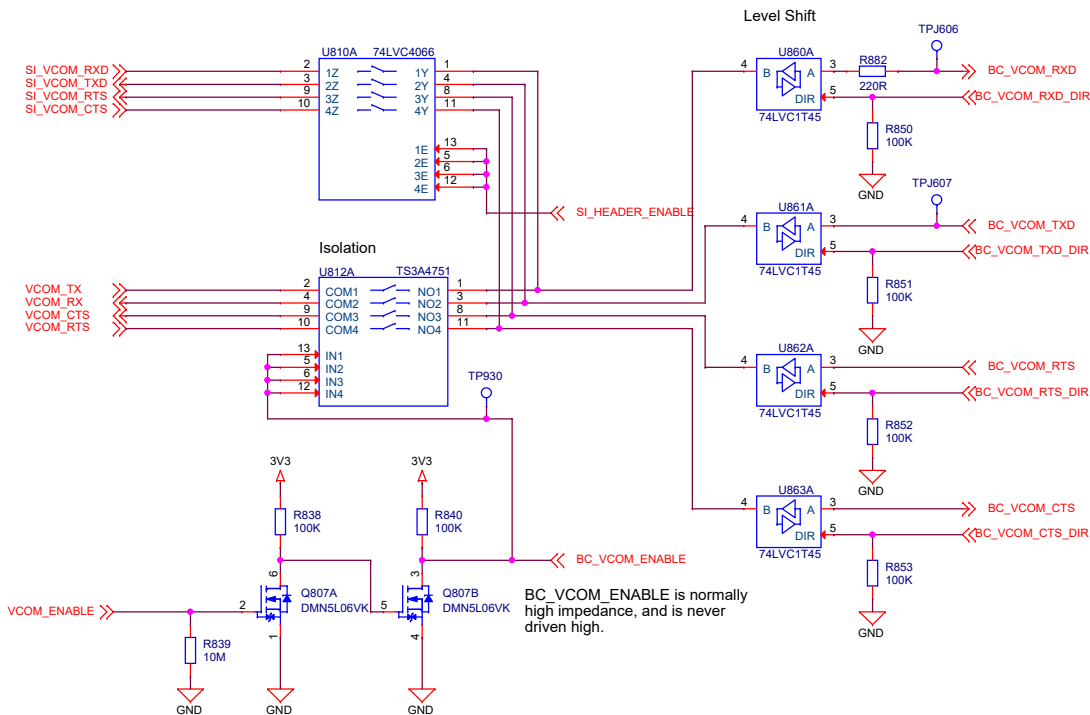 Level Shift
TPJ606
U810A 74LVC4066
U860A
R882
SI_VCOM_RXD 2 1Z 1Y 1
4 B A 3
220R
BC_VCOM_RXD
SI_VCOM_TXD 3 2Z 2Y 4
SI_VCOM_RTS 9 3Z 3Y 8
DIR 5
BC_VCOM_RXD_DIR
SI_VCOM_CTS 10 4Z 4Y 11
74LVC1T45
R850
100K
GND
1E 13
2E 5
3E 6
4E 12
SI_HEADER_ENABLE
TPJ607
U861A
4 B A 3
BC_VCOM_TXD
DIR 5
BC_VCOM_TXD_DIR
74LVC1T45
R851
100K
GND
Isolation
U812A TS3A4751
VCOM_TX 2 COM1 NO1 1
VCOM_RX 4 COM2 NO2 3
VCOM_CTS 9 COM3 NO3 8
VCOM_RTS 10 COM4 NO4 11
13 IN1
5 IN2
6 IN3
12 IN4
TP930
U862A
4 B A 3
BC_VCOM_RTS
DIR 5
BC_VCOM_RTS_DIR
74LVC1T45
R852
100K
GND
3V3
3V3
R838
100K
R840
100K
U863A
4 B A 3
BC_VCOM_CTS
DIR 5
BC_VCOM_CTS_DIR
74LVC1T45
R853
100K
GND
BC_VCOM_ENABLE
BC_VCOM_ENABLE is normally
high impedance, and is never
driven high.
VCOM_ENABLE
2
6
1
Q807A
DMN5L06VK
5
3
4
Q807B
DMN5L06VK
R839
10M
GND
GND
GND